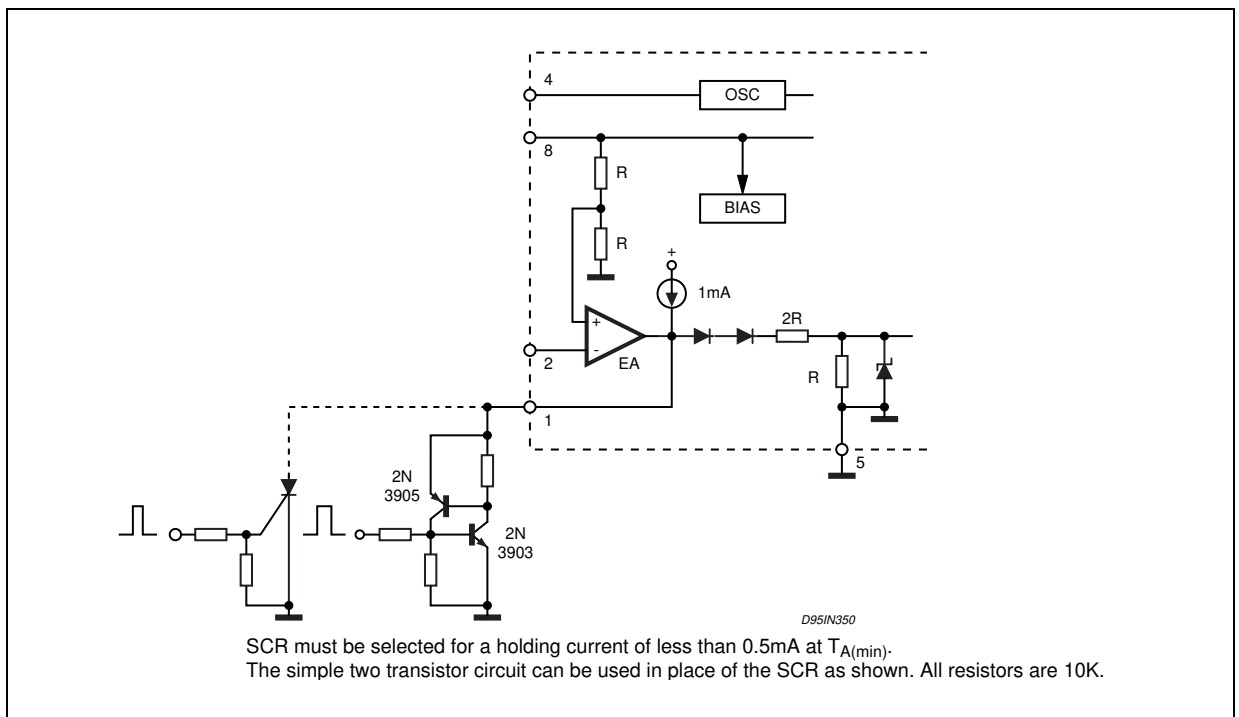 4
OSC
8
R
BIAS
R
+
1mA
2R
+
-
EA
2
R
1
5
2N
3905
2N
3903
D95IN350
SCR must be selected for a holding current of less than 0.5mA at TA(min).
The simple two transistor circuit can be used in place of the SCR as shown. All resistors are 10K.